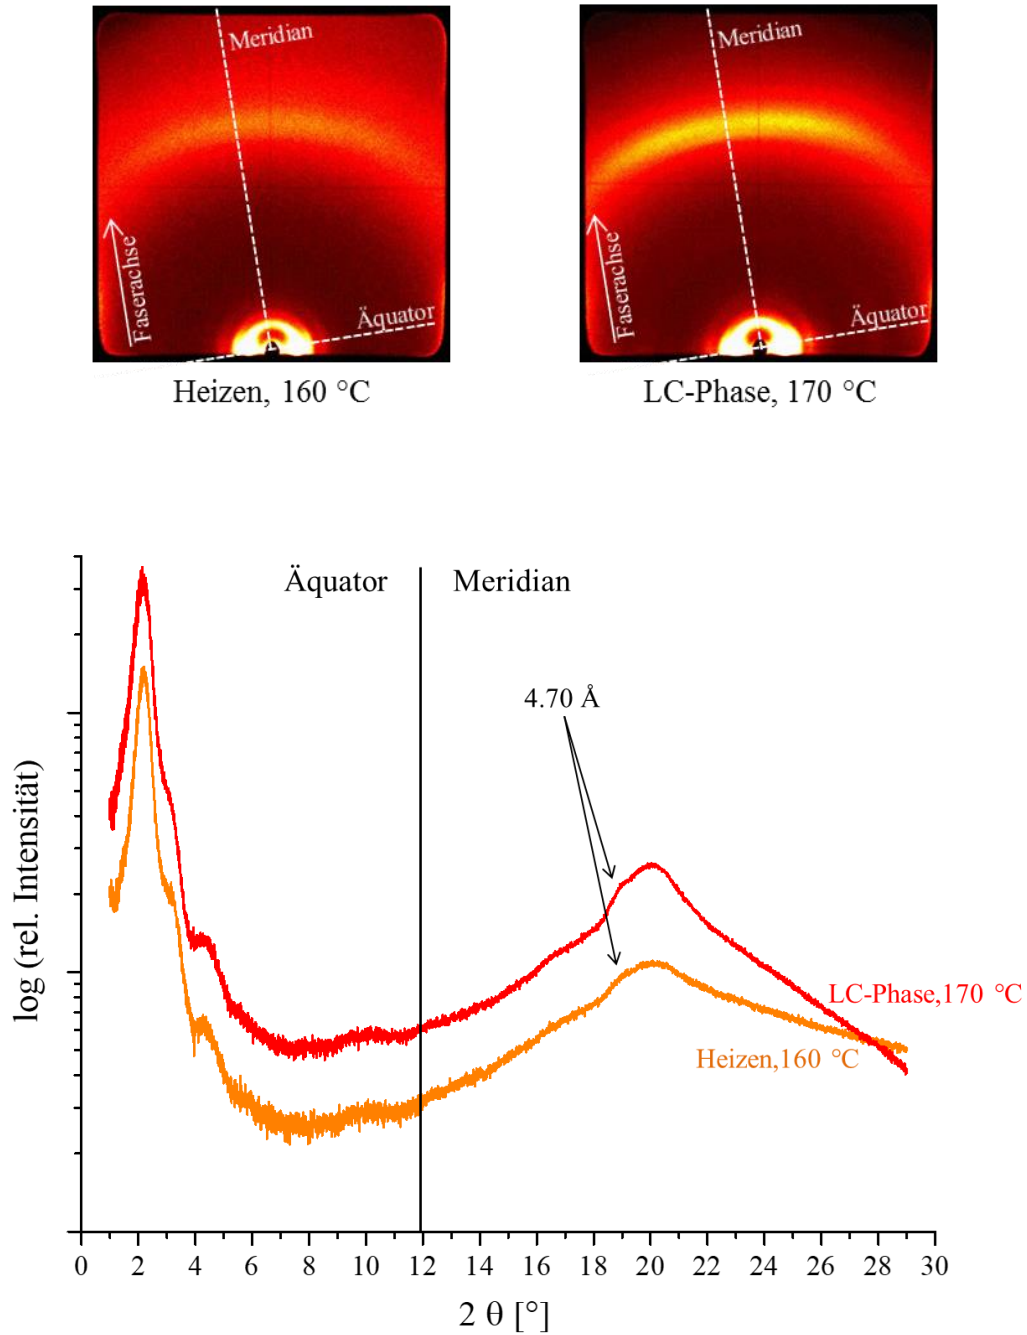 Meridian
Faserachse
Äquator
Heizen, 160 °C
Meridian
Faserachse
Äquator
LC-Phase, 170 °C
Äquator
Meridian
4.70 Å
log (rel. Intensität)
LC-Phase,170 °C
Heizen,160 °C
0 2 4 6 8 10 12 14 16 18 20 22 24 26 28 30
2 θ [°]